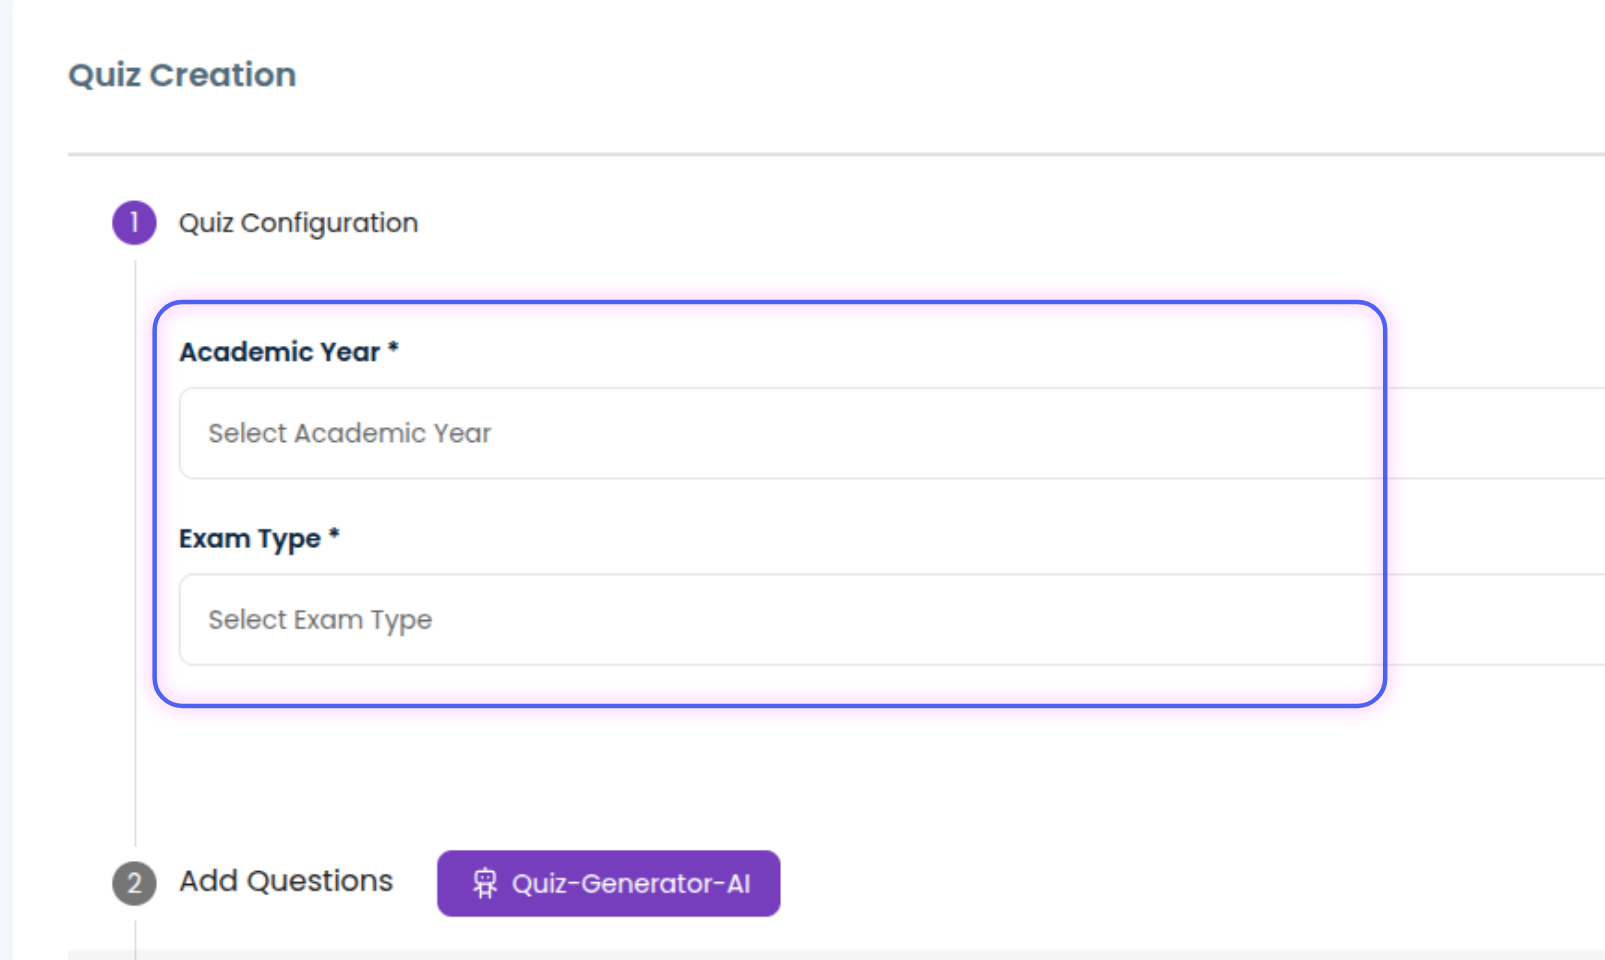 Quiz Creation
1 Quiz Configuration
Academic Year *
Select Academic Year
Exam Type *
Select Exam Type
2 Add Questions Quiz-Generator-AI